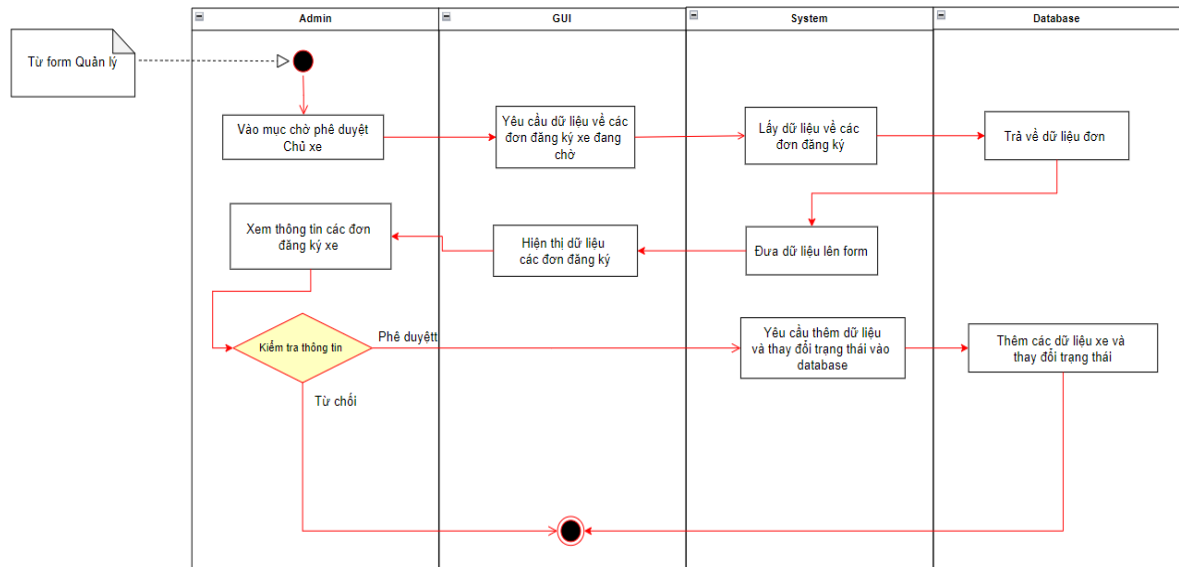 Admin
GUI
System
Database
Từ form Quản lý
Vào mục chờ phê duyệt
Chủ xe
Yêu cầu dữ liệu về các
đơn đăng ký xe đang
chờ
Lấy dữ liệu về các
đơn đăng ký
Trả về dữ liệu đơn
Xem thông tin các đơn
đăng ký xe
Hiện thị dữ liệu
các đơn đăng ký
Đưa dữ liệu lên form
Kiểm tra thông tin
Phê duyệtt
Yêu cầu thêm dữ liệu
và thay đổi trạng thái vào
database
Thêm các dữ liệu xe và
thay đổi trạng thái
Từ chối